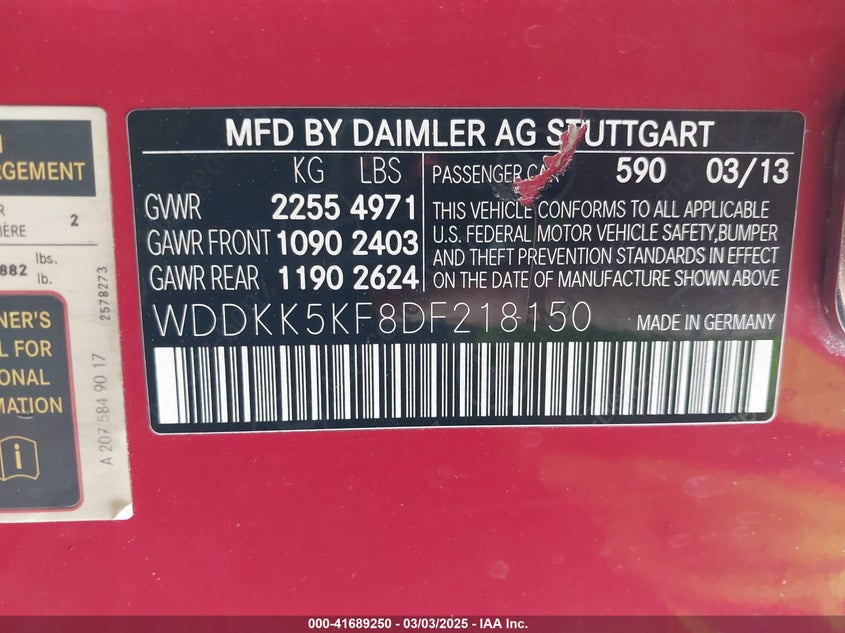 RGEMENT
2
882 lbs.
lb.
2578273
NER'S
L FOR
ONAL
MATION
i
A 207 584 90 17
MFD BY DAIMLER AG STUTTGART
KG LBS
GVWR 2255 4971
GAWR FRONT 1090 2403
GAWR REAR 1190 2624
PASSENGER CAR 590 03/13
THIS VEHICLE CONFORMS TO ALL APPLICABLE
U.S. FEDERAL MOTOR VEHICLE SAFETY,BUMPER
AND THEFT PREVENTION STANDARDS IN EFFECT
ON THE DATE OF MANUFACTURE SHOWN ABOVE
WDDKK5KF8DF218150 MADE IN GERMANY
000-41689250 - 03/03/2025 - IAA Inc.